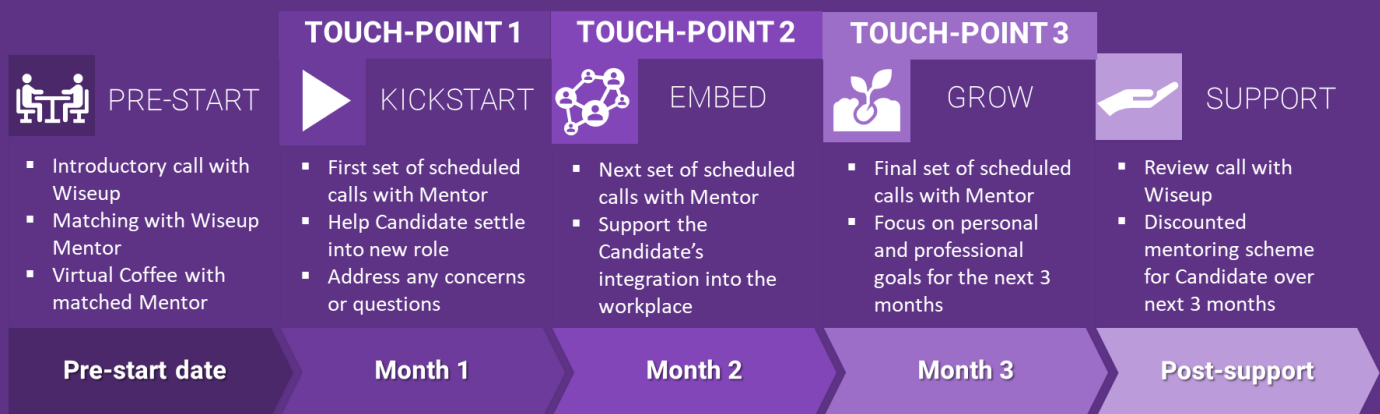 TOUCH-POINT 1
TOUCH-POINT 2
TOUCH-POINT 3
PRE-START
▪ Introductory call with
Wiseup
▪ Matching with Wiseup
Mentor
▪ Virtual Coffee with
matched Mentor
Pre-start date
KICKSTART
▪ First set of scheduled
calls with Mentor
▪ Help Candidate settle
into new role
▪ Address any concerns
or questions
Month 1
EMBED
▪ Next set of scheduled
calls with Mentor
▪ Support the
Candidate’s
integration into the
workplace
Month 2
GROW
▪ Final set of scheduled
calls with Mentor
▪ Focus on personal
and professional
goals for the next 3
months
Month 3
SUPPORT
▪ Review call with
Wiseup
▪ Discounted
mentoring scheme
for Candidate over
next 3 months
Post-support